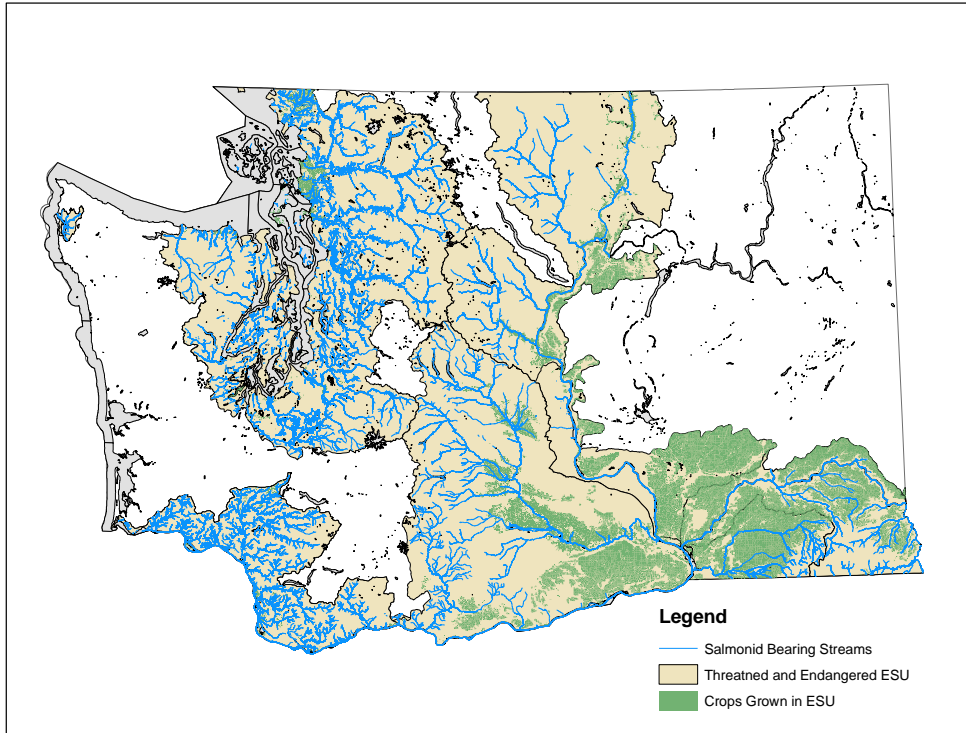 Legend
Salmonid Bearing Streams
Threatned and Endangered ESU
Crops Grown in ESU